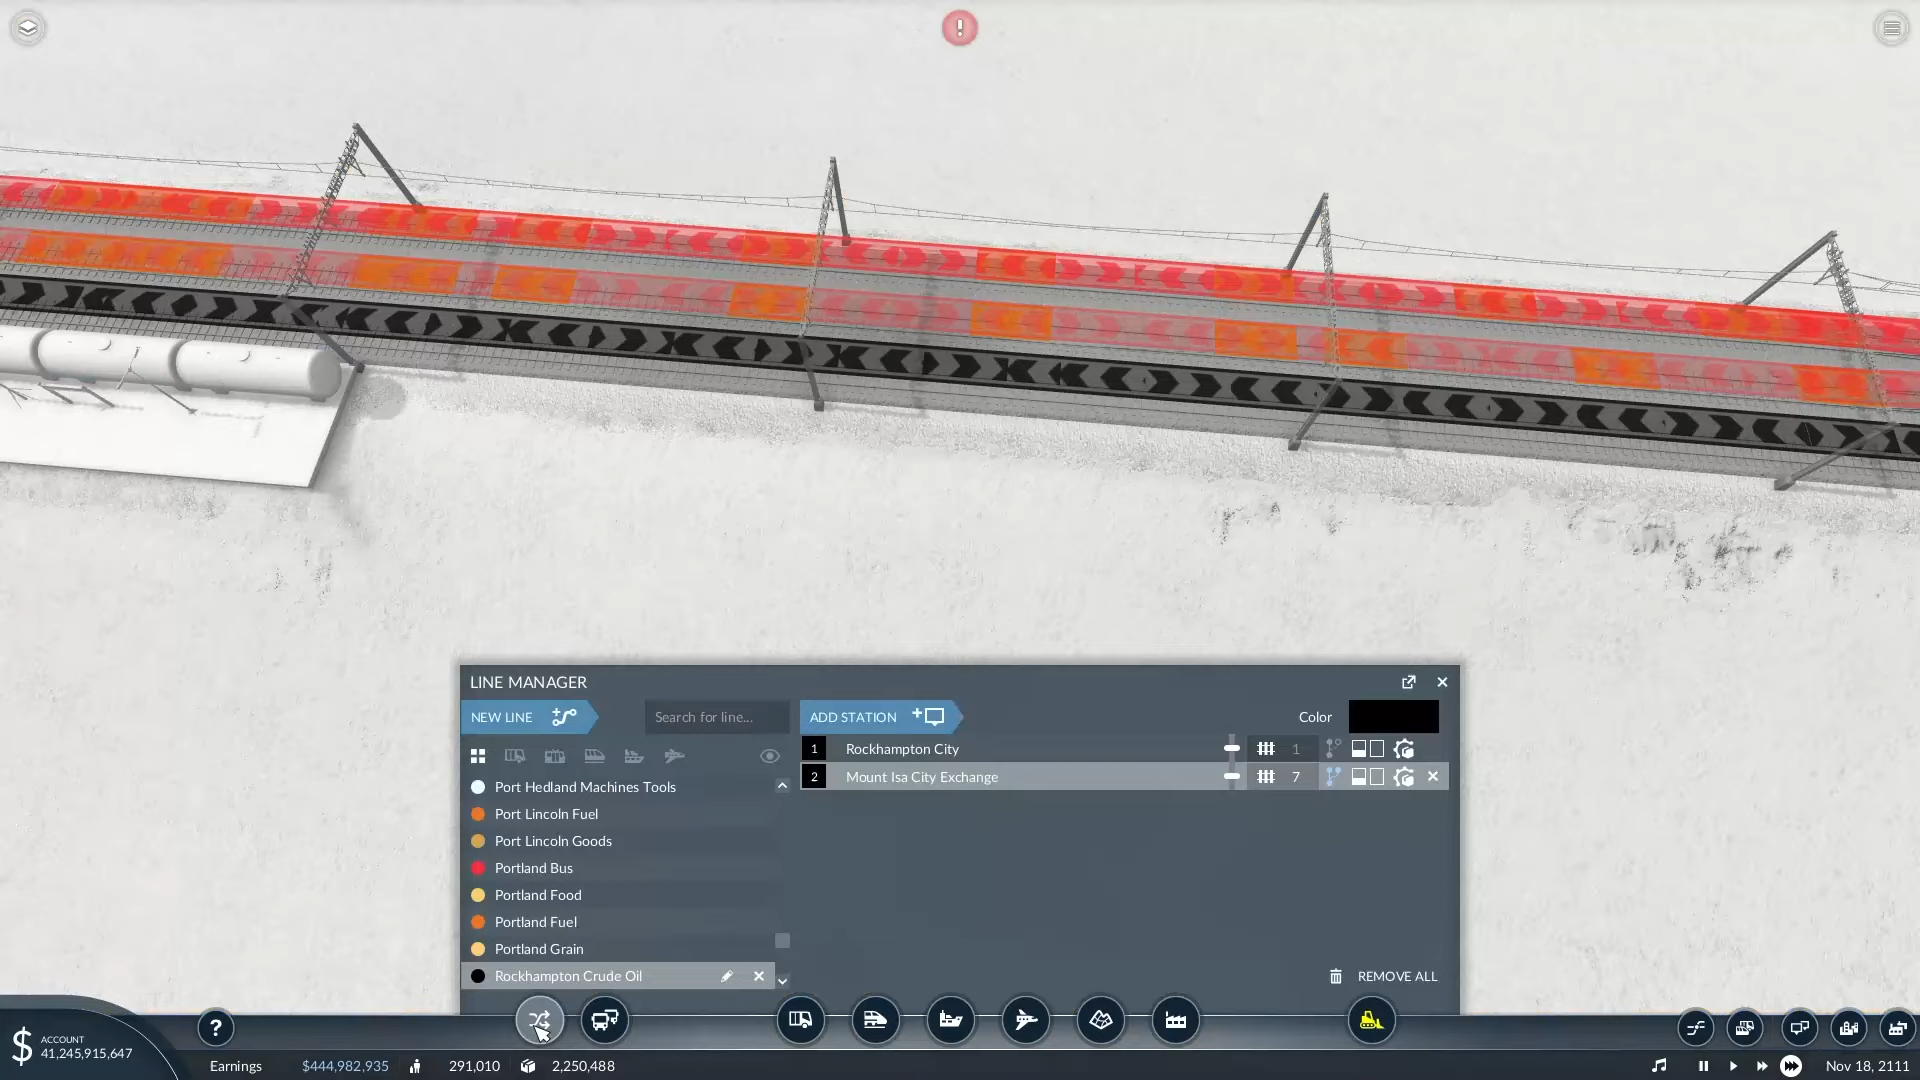 LINE MANAGER
NEW LINE
Search for line...
ADD STATION
Color
1 Rockhampton City 1
2 Mount Isa City Exchange 7
Port Hedland Machines Tools
Port Lincoln Fuel
Port Lincoln Goods
Portland Bus
Portland Food
Portland Fuel
Portland Grain
Rockhampton Crude Oil
REMOVE ALL
?
$ ACCOUNT
41,245,915,647
Earnings $444,982,935 291,010 2,250,488 Nov 18, 2111